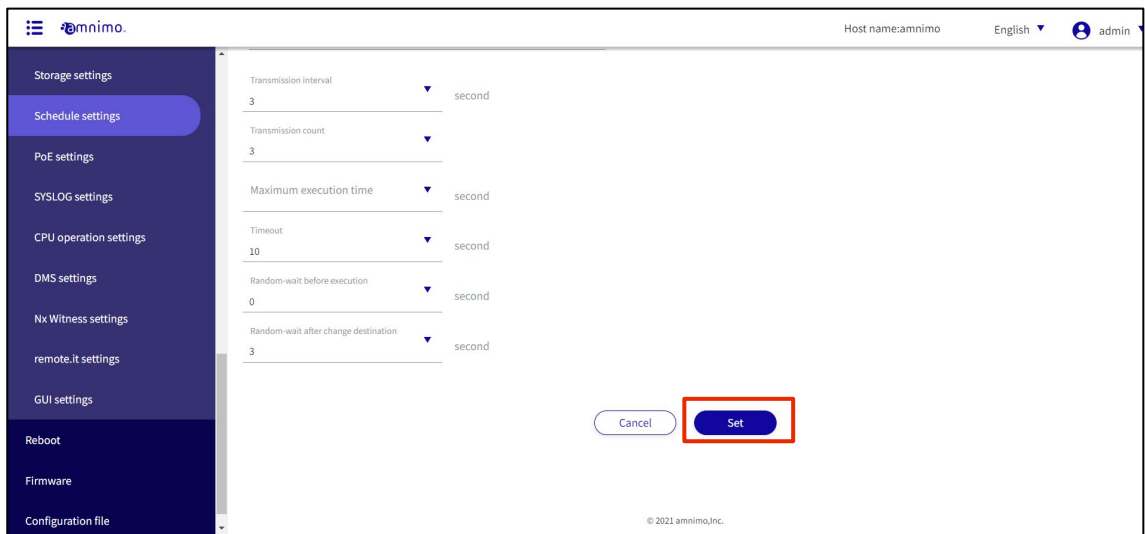 amnimo.
Host name:amnimo
English
admin
Storage settings
Schedule settings
PoE settings
SYSLOG settings
CPU operation settings
DMS settings
Nx Witness settings
remote.it settings
GUI settings
Reboot
Firmware
Configuration file
Transmission interval
3
second
Transmission count
3
Maximum execution time
second
Timeout
10
second
Random-wait before execution
0
second
Random-wait after change destination
3
second
Cancel
Set
© 2021 amnimo,Inc.